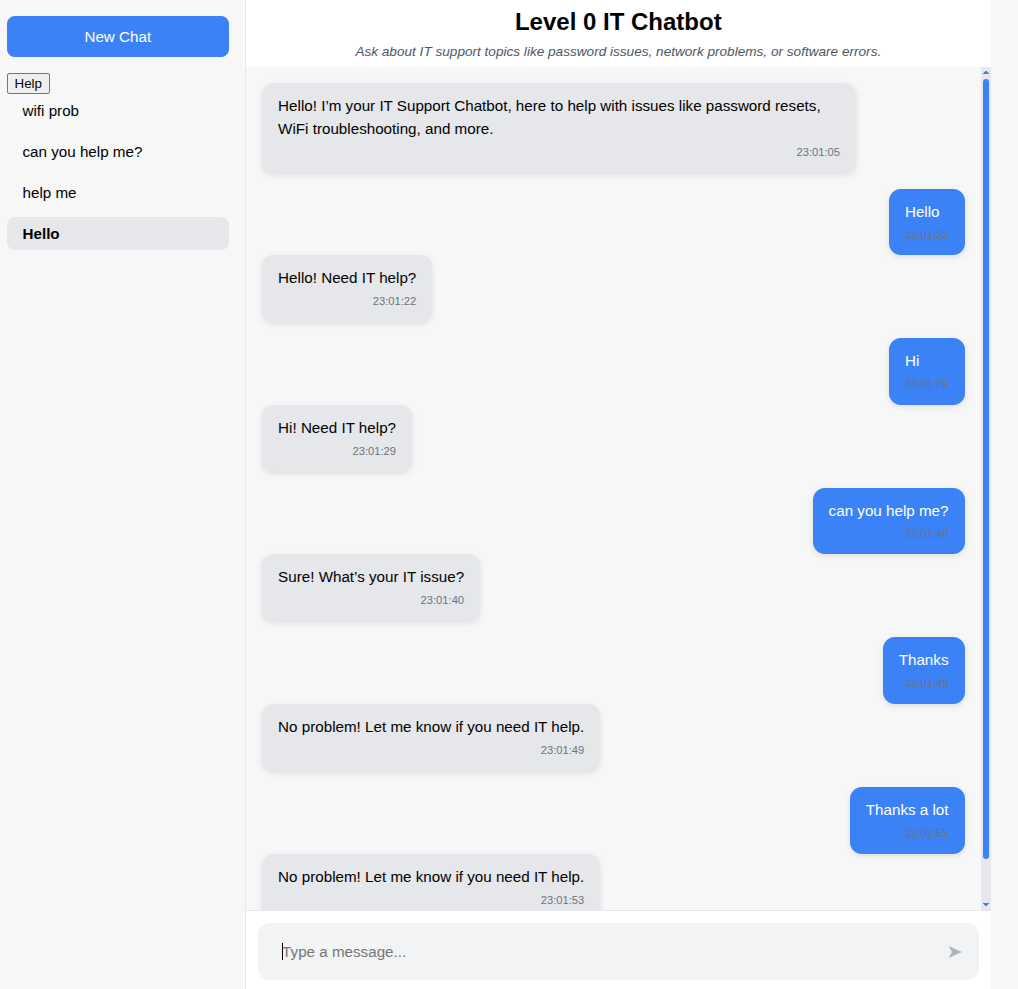 New Chat
Help
wifi prob
can you help me?
help me
Hello
Level 0 IT Chatbot
Ask about IT support topics like password issues, network problems, or software errors.
Hello! I’m your IT Support Chatbot, here to help with issues like password resets,
WiFi troubleshooting, and more.
23:01:05
Hello
23:01:22
Hello! Need IT help?
23:01:22
Hi
23:01:29
Hi! Need IT help?
23:01:29
can you help me?
23:01:40
Sure! What’s your IT issue?
23:01:40
Thanks
23:01:49
No problem! Let me know if you need IT help.
23:01:49
Thanks a lot
23:01:53
No problem! Let me know if you need IT help.
23:01:53
Type a message...